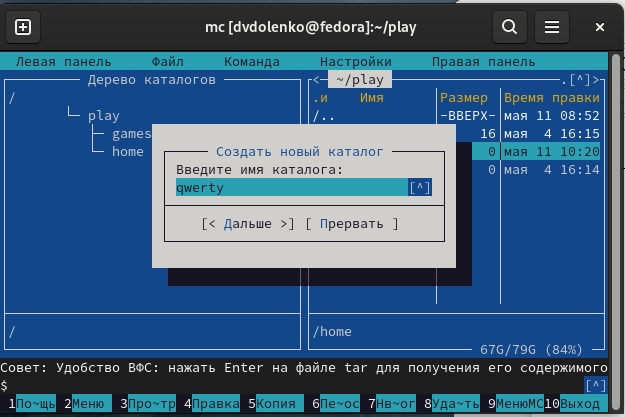 mc [dvdolenko@fedora]:~/play
Левая панель Файл Команда Настройки Правая панель
Дерево каталогов
<─ ~/play .[^]>
/
.и Имя Размер Время правки
play
/.. -ВВЕРХ- мая 11 08:52
games
16 мая 4 16:15
home
0 мая 11 10:20
0 мая 4 16:14
Создать новый каталог
Введите имя каталога:
qwerty [^]
[< Дальше >] [ Прервать ]
/
/home
67G/79G (84%)
Совет: Удобство ВФС: нажать Enter на файле tar для получения его содержимого
$ [^]
1По~щь 2Меню 3Про~тр 4Правка 5Копия 6Пе~ос 7Нв~ог 8Уда~ть 9МенюMC 10Выход